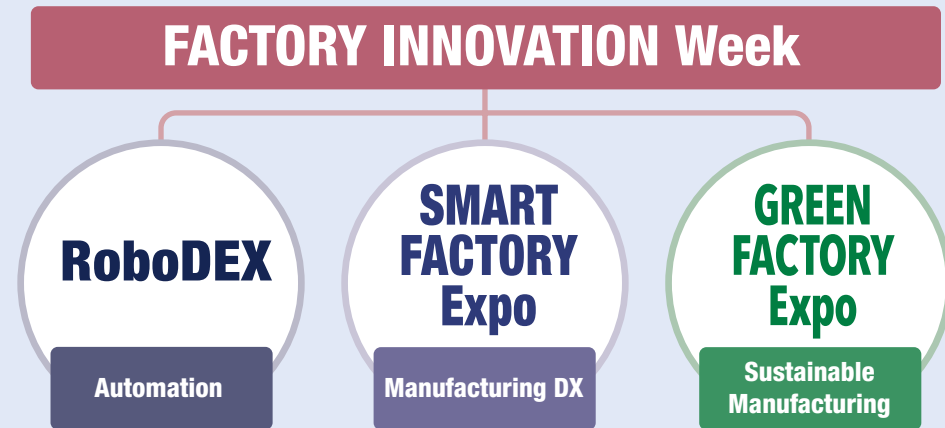 FACTORY INNOVATION Week
RoboDEX
Automation
SMART
FACTORY
Expo
Manufacturing DX
GREEN
FACTORY
Expo
Sustainable
Manufacturing